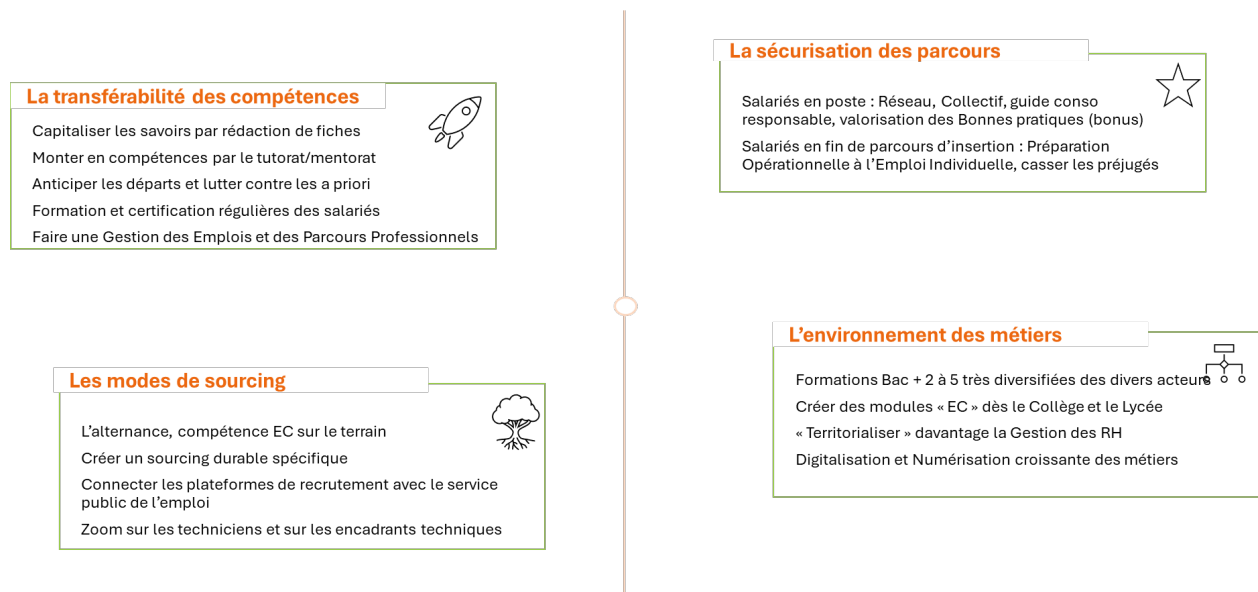 La transférabilité des compétences
Capitaliser les savoirs par rédaction de fiches
Monter en compétences par le tutorat/mentorat
Anticiper les départs et lutter contre les a priori
Formation et certification régulières des salariés
Faire une Gestion des Emplois et des Parcours Professionnels
Les modes de sourcing
L’alternance, compétence EC sur le terrain
Créer un sourcing durable spécifique
Connecter les plateformes de recrutement avec le service
public de l’emploi
Zoom sur les techniciens et sur les encadrants techniques
La sécurisation des parcours
Salariés en poste : Réseau, Collectif, guide conso
responsable, valorisation des Bonnes pratiques (bonus)
Salariés en fin de parcours d’insertion : Préparation
Opérationnelle à l’Emploi Individuelle, casser les préjugés
L’environnement des métiers
Formations Bac + 2 à 5 très diversifiées des divers acteurs
Créer des modules « EC » dès le Collège et le Lycée
« Territorialiser » davantage la Gestion des RH
Digitalisation et Numérisation croissante des métiers